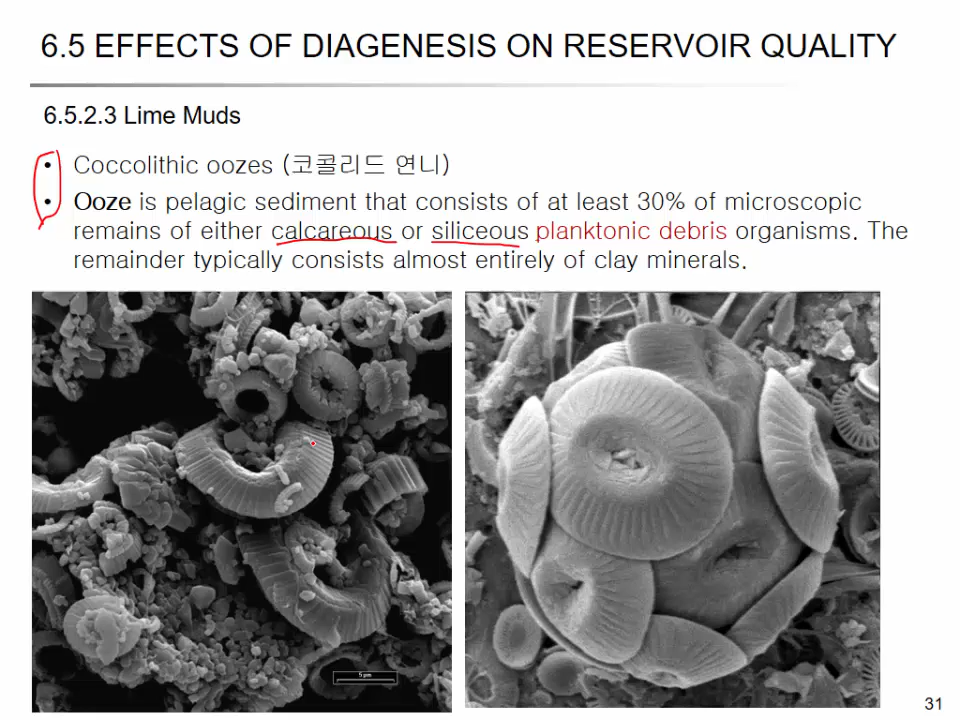 6.5 EFFECTS OF DIAGENESIS ON RESERVOIR QUALITY
6.5.2.3 Lime Muds
• Coccolithic oozes (코콜리드 연니)
• Ooze is pelagic sediment that consists of at least 30% of microscopic
remains of either calcareous or siliceous planktonic debris organisms. The
remainder typically consists almost entirely of clay minerals.
5 µm
31